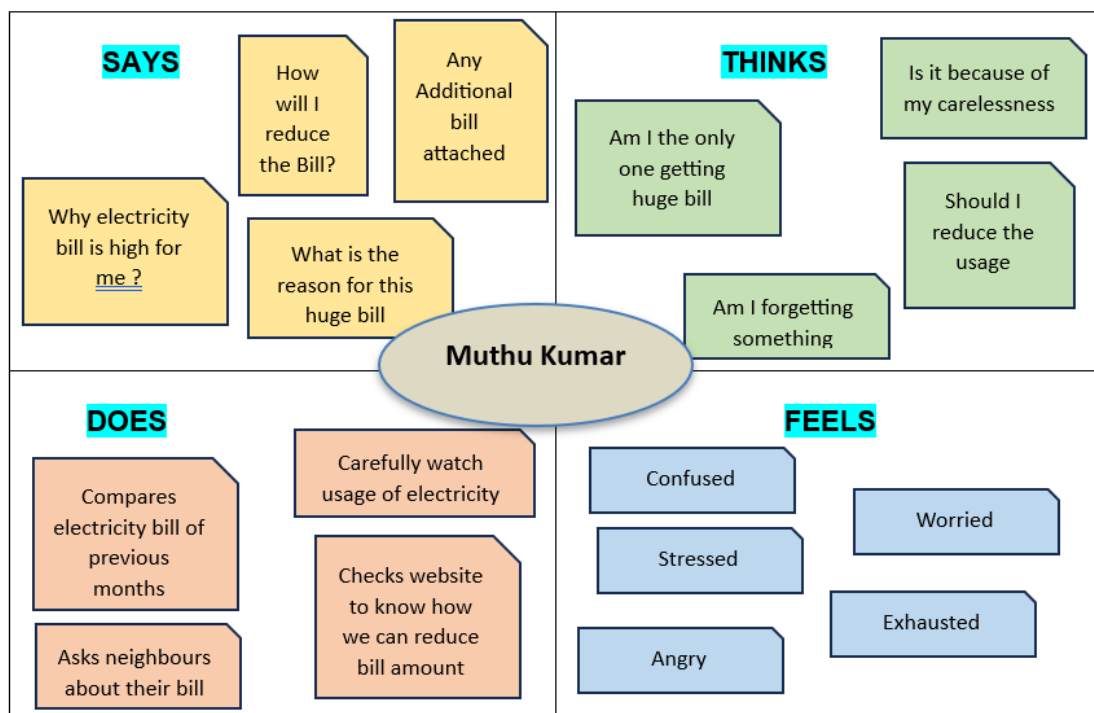 SAYS
How
will I
reduce
the Bill?
Any
Additional
bill
attached
Why electricity
bill is high for
me ?
What is the
reason for this
huge bill
THINKS
Is it because of
my carelessness
Am I the only
one getting
huge bill
Should I
reduce the
usage
Am I forgetting
something
Muthu Kumar
DOES
Compares
electricity bill of
previous
months
Carefully watch
usage of electricity
Checks website
to know how
we can reduce
bill amount
Asks neighbours
about their bill
FEELS
Confused
Worried
Stressed
Exhausted
Angry